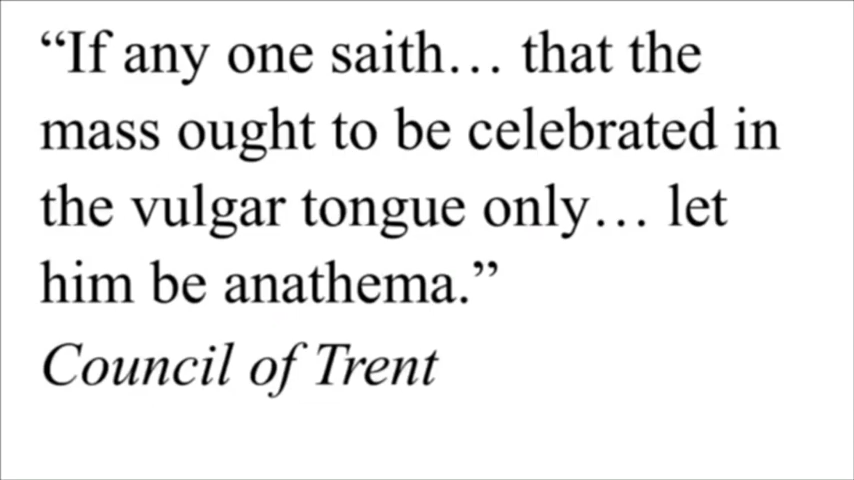 “If any one saith… that the
mass ought to be celebrated in
the vulgar tongue only… let
him be anathema.”
Council of Trent